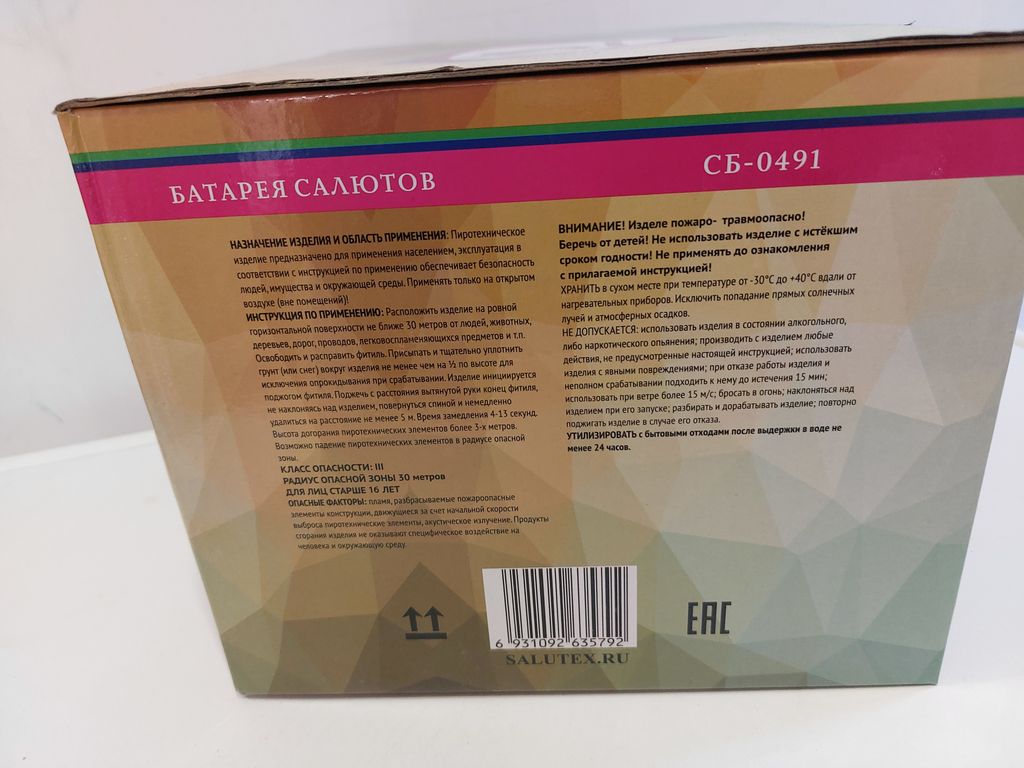 БАТАРЕЯ САЛЮТОВ
СБ-0491
НАЗНАЧЕНИЕ ИЗДЕЛИЯ И ОБЛАСТЬ ПРИМЕНЕНИЯ: Пиротехническое
изделие предназначено для применения населением, эксплуатация в
соответствии с инструкцией по применению обеспечивает безопасность
людей, имущества и окружающей среды. Применять только на открытом
воздухе (вне помещений)!
ИНСТРУКЦИЯ ПО ПРИМЕНЕНИЮ: Расположить изделие на ровной
горизонтальной поверхности не ближе 30 метров от людей, животных,
деревьев, дорог, проводов, легковоспламеняющихся предметов и т.п.
Освободить и расправить фитиль. Присыпать и тщательно уплотнить
грунт (или снег) вокруг изделия не менее чем на ½ по высоте для
исключения опрокидывания при срабатывании. Изделие инициируется
поджогом фитиля. Поджечь с расстояния вытянутой руки конец фитиля,
не наклоняясь над изделием, повернуться спиной и немедленно
удалиться на расстояние не менее 5 м. Время замедления 4-13 секунд.
Высота догорания пиротехнических элементов более 3-х метров.
Возможно падение пиротехнических элементов в радиусе опасной
зоны.
КЛАСС ОПАСНОСТИ: III
РАДИУС ОПАСНОЙ ЗОНЫ 30 метров
ДЛЯ ЛИЦ СТАРШЕ 16 ЛЕТ
ОПАСНЫЕ ФАКТОРЫ: пламя, разбрасываемые пожароопасные
элементы конструкции, движущиеся за счет начальной скорости
выброса пиротехнические элементы, акустическое излучение. Продукты
сгорания изделия не оказывают специфическое воздействие на
человека и окружающую среду.
ВНИМАНИЕ! Изделе пожаро- травмоопасно!
Беречь от детей! Не использовать изделие с истёкшим
сроком годности! Не применять до ознакомления
с прилагаемой инструкцией!
ХРАНИТЬ в сухом месте при температуре от -30°С до +40°С вдали от
нагревательных приборов. Исключить попадание прямых солнечных
лучей и атмосферных осадков.
НЕ ДОПУСКАЕТСЯ: использовать изделия в состоянии алкогольного,
либо наркотического опьянения; производить с изделием любые
действия, не предусмотренные настоящей инструкцией; использовать
изделия с явными повреждениями; при отказе работы изделия и
неполном срабатывании подходить к нему до истечения 15 мин;
использовать при ветре более 15 м/с; бросать в огонь; наклоняться над
изделием при его запуске; разбирать и дорабатывать изделие; повторно
поджигать изделие в случае его отказа.
УТИЛИЗИРОВАТЬ с бытовыми отходами после выдержки в воде не
менее 24 часов.
6 931092 635792
SALUTEX.RU
EAC